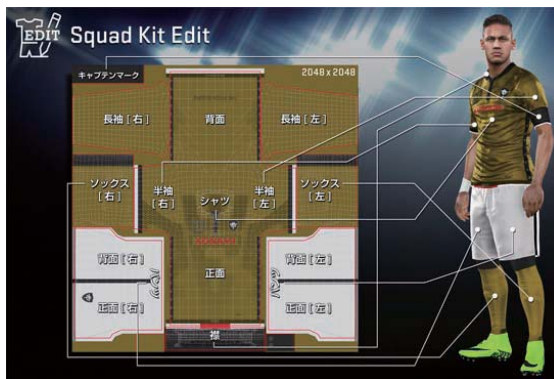 EDIT
Squad Kit Edit
キャプテンマーク
2048 x 2048
長袖 [右]
背面
長袖 [左]
ソックス
[右]
半袖
[右]
シャツ
半袖
[左]
ソックス
[左]
KONAMI
背面 [右]
パンツ
正面
背面 [左]
パンツ
正面 [右]
正面 [左]
襟